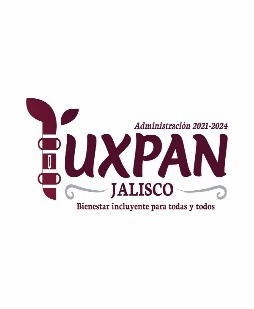 Administración 2021-2024
TUXPAN
JALISCO
Bienestar incluyente para todas y todos